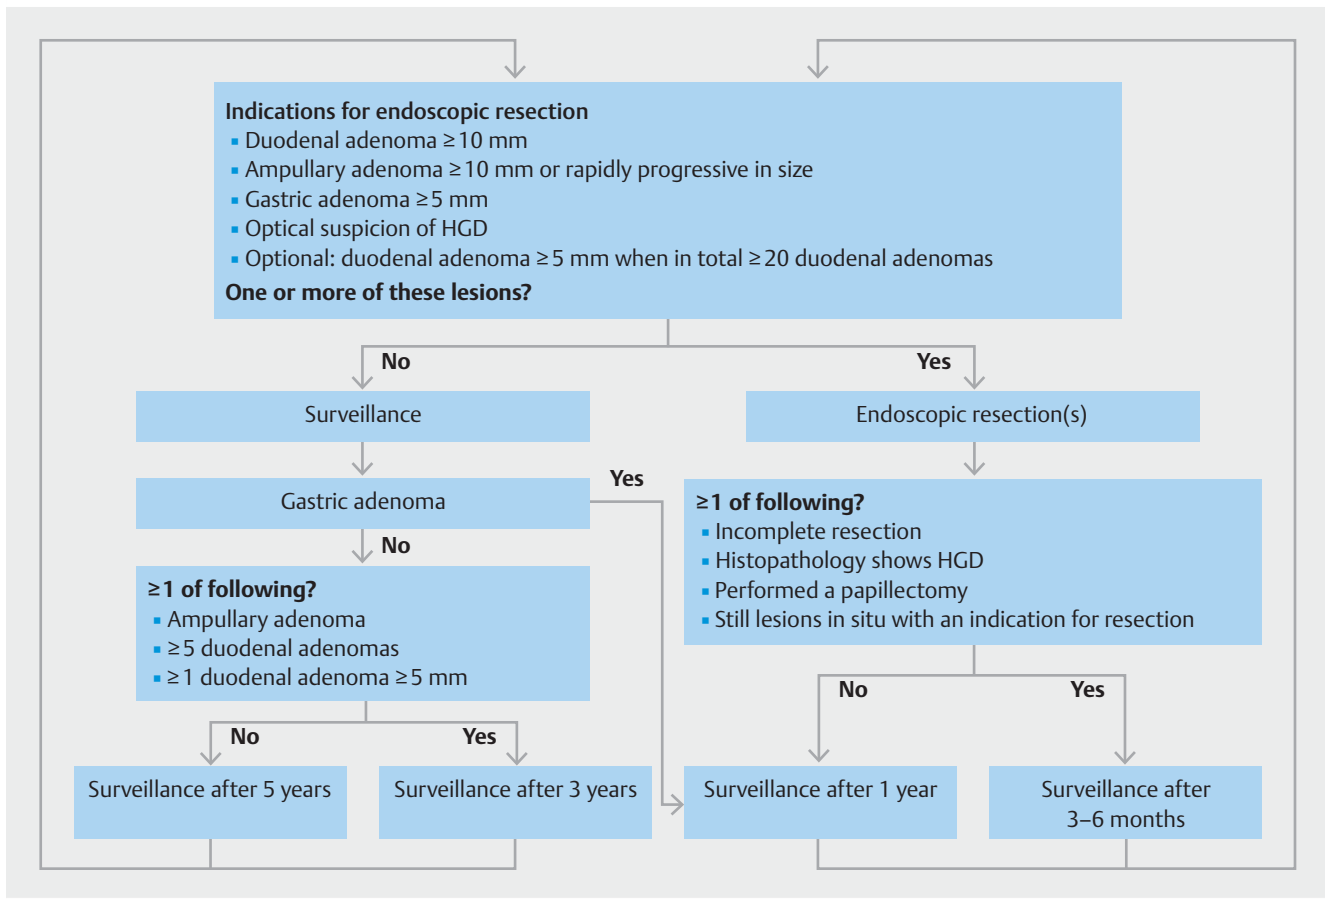 Indications for endoscopic resection
▪ Duodenal adenoma ≥10 mm
▪ Ampullary adenoma ≥10 mm or rapidly progressive in size
▪ Gastric adenoma ≥5 mm
▪ Optical suspicion of HGD
▪ Optional: duodenal adenoma ≥5 mm when in total ≥20 duodenal adenomas
One or more of these lesions?
No
Yes
Surveillance
Endoscopic resection(s)
Gastric adenoma
Yes
No
≥1 of following?
▪ Ampullary adenoma
▪ ≥5 duodenal adenomas
▪ ≥1 duodenal adenoma ≥5 mm
≥1 of following?
▪ Incomplete resection
▪ Histopathology shows HGD
▪ Performed a papillectomy
▪ Still lesions in situ with an indication for resection
No
Yes
No
Yes
Surveillance after 5 years
Surveillance after 3 years
Surveillance after 1 year
Surveillance after
3–6 months